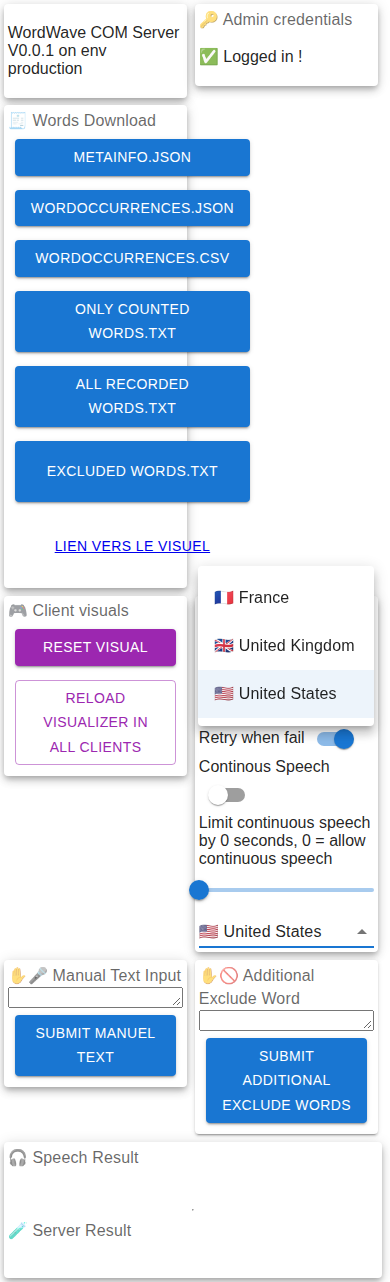 WordWave COM Server
V0.0.1 on env
production
🔑 Admin credentials
✅ Logged in !
🧾 Words Download
METAINFO.JSON
WORDOCCURRENCES.JSON
WORDOCCURRENCES.CSV
ONLY COUNTED
WORDS.TXT
ALL RECORDED
WORDS.TXT
EXCLUDED WORDS.TXT
LIEN VERS LE VISUEL
🎮 Client visuals
RESET VISUAL
RELOAD
VISUALIZER IN
ALL CLIENTS
🇫🇷 France
🇬🇧 United Kingdom
🇺🇸 United States
Retry when fail
Continous Speech
Limit continuous speech
by 0 seconds, 0 = allow
continuous speech
🇺🇸 United States
✋🎤 Manual Text Input
SUBMIT MANUEL
TEXT
✋🚫 Additional
Exclude Word
SUBMIT
ADDITIONAL
EXCLUDE WORDS
🎧 Speech Result
.
🧪 Server Result